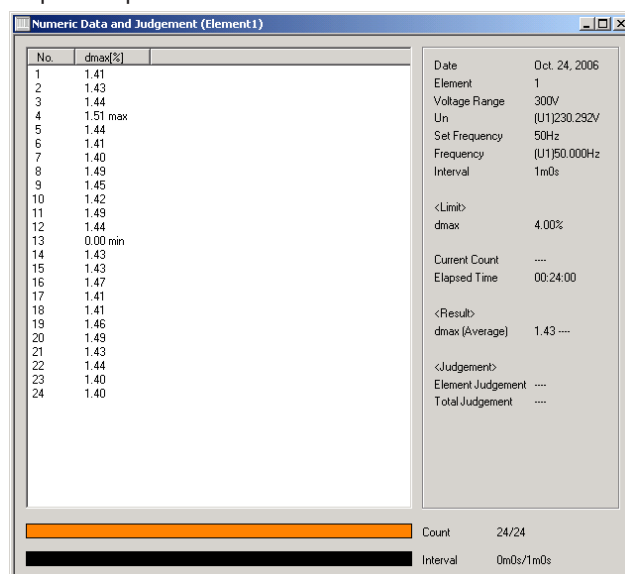 Numeric Data and Judgement (Element1)
No. dmax[%]
1 1.41
2 1.43
3 1.44
4 1.51 max
5 1.44
6 1.41
7 1.40
8 1.49
9 1.45
10 1.42
11 1.49
12 1.44
13 0.00 min
14 1.43
15 1.43
16 1.47
17 1.41
18 1.41
19 1.46
20 1.49
21 1.43
22 1.44
23 1.40
24 1.40
Date Oct. 24, 2006
Element 1
Voltage Range 300V
Un (U1)230.292V
Set Frequency 50Hz
Frequency (U1)50.000Hz
Interval 1m0s
<Limit>
dmax 4.00%
Current Count ----
Elapsed Time 00:24:00
<Result>
dmax (Average) 1.43 ----
<Judgement>
Element Judgement ----
Total Judgement ----
Count 24/24
Interval 0m0s/1m0s